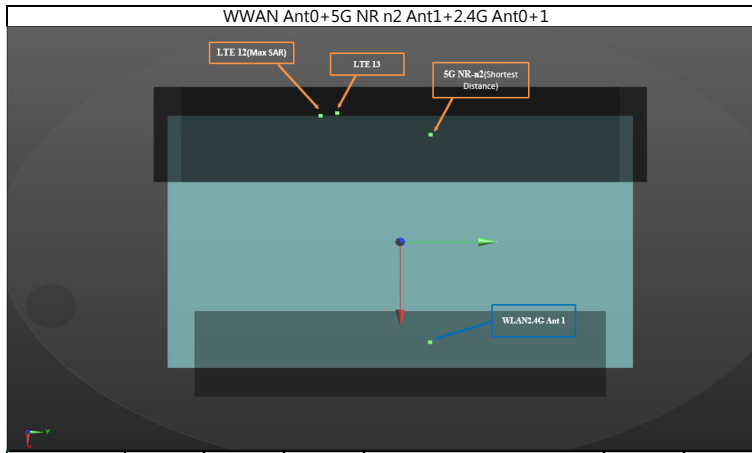 WWAN Ant0+5G NR n2 Ant1+2.4G Ant0+1
LTE 12(Max SAR)
LTE 13
5G NR-n2(Shortest
Distance)
WLAN2.4G Ant 1
Y